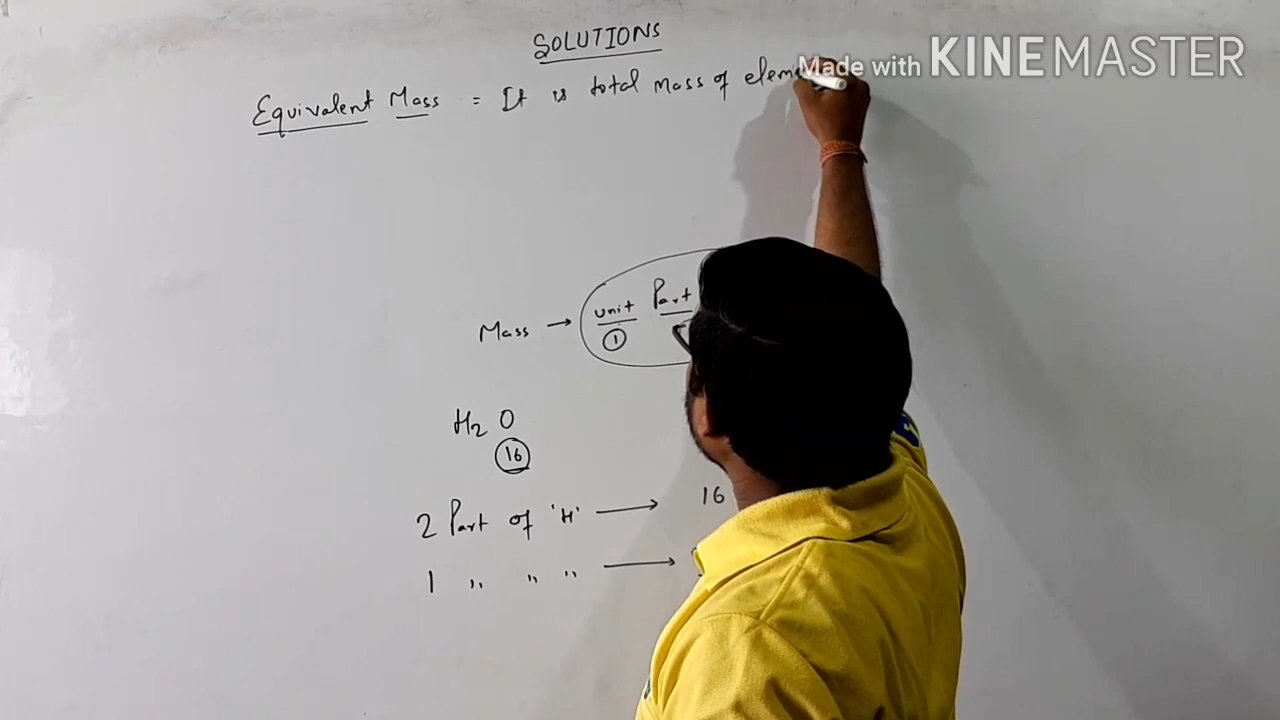 SOLUTIONS
Made with KINEMASTER
Equivalent Mass = It is total mass of elem
Mass → unit Part
1
H2 O
16
2 Part of 'H' → 16
1 " " " →